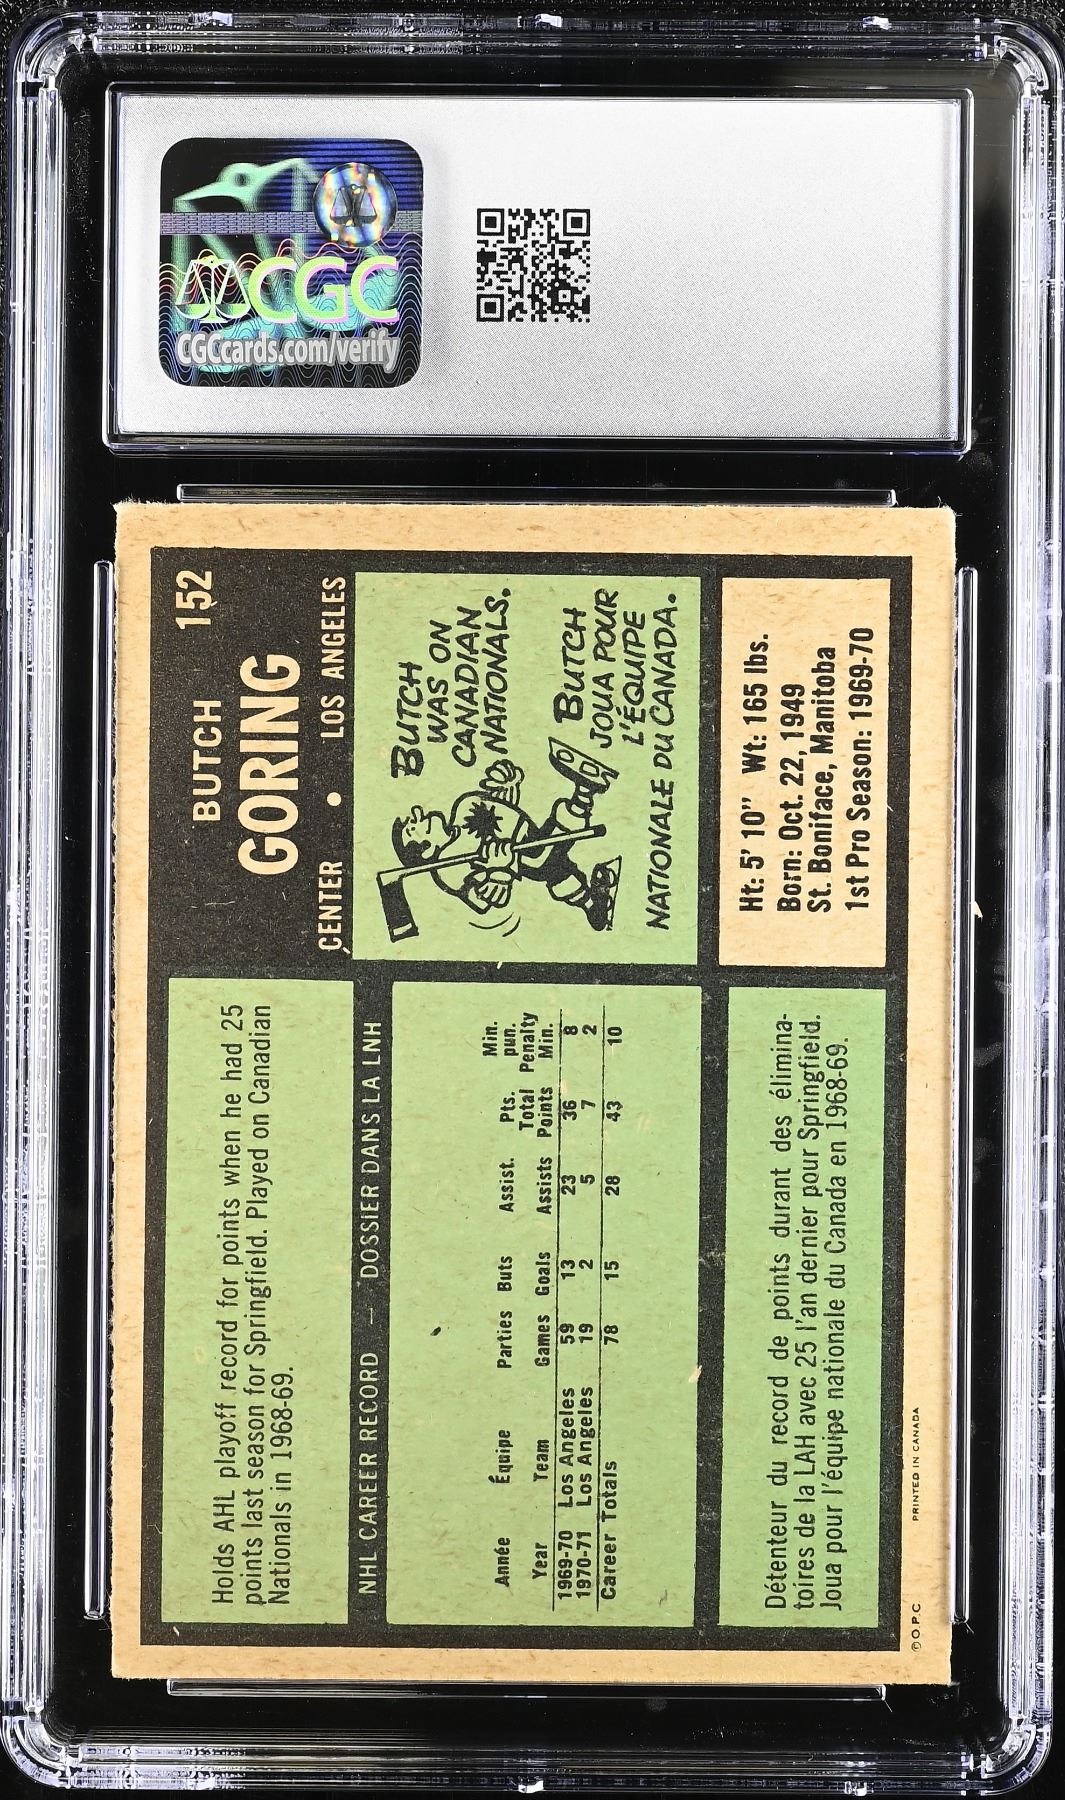 CGC
CGCcards.com/verify
152
BUTCH
GORING
CENTER • LOS ANGELES
Holds AHL playoff record for points when he had 25
points last season for Springfield. Played on Canadian
Nationals in 1968-69.
BUTCH
WAS ON
CANADIAN
NATIONALS.
BUTCH
JOUA POUR
L'ÉQUIPE
NATIONALE DU CANADA.
NHL CAREER RECORD – DOSSIER DANS LA LNH
Année Équipe Parties Buts Assist. Pts. Total Min. pun. Penalty
Year Team Games Goals Assists Points Min.
1969-70 Los Angeles 59 13 23 36 8
1970-71 Los Angeles 19 2 5 7 2
Career Totals 78 15 28 43 10
Ht: 5' 10" Wt: 165 lbs.
Born: Oct. 22, 1949
St. Boniface, Manitoba
1st Pro Season: 1969-70
Détenteur du record de points durant des élimina-
toires de la LAH avec 25 l'an dernier pour Springfield.
Joua pour l'équipe nationale du Canada en 1968-69.
© O.P.C. PRINTED IN CANADA